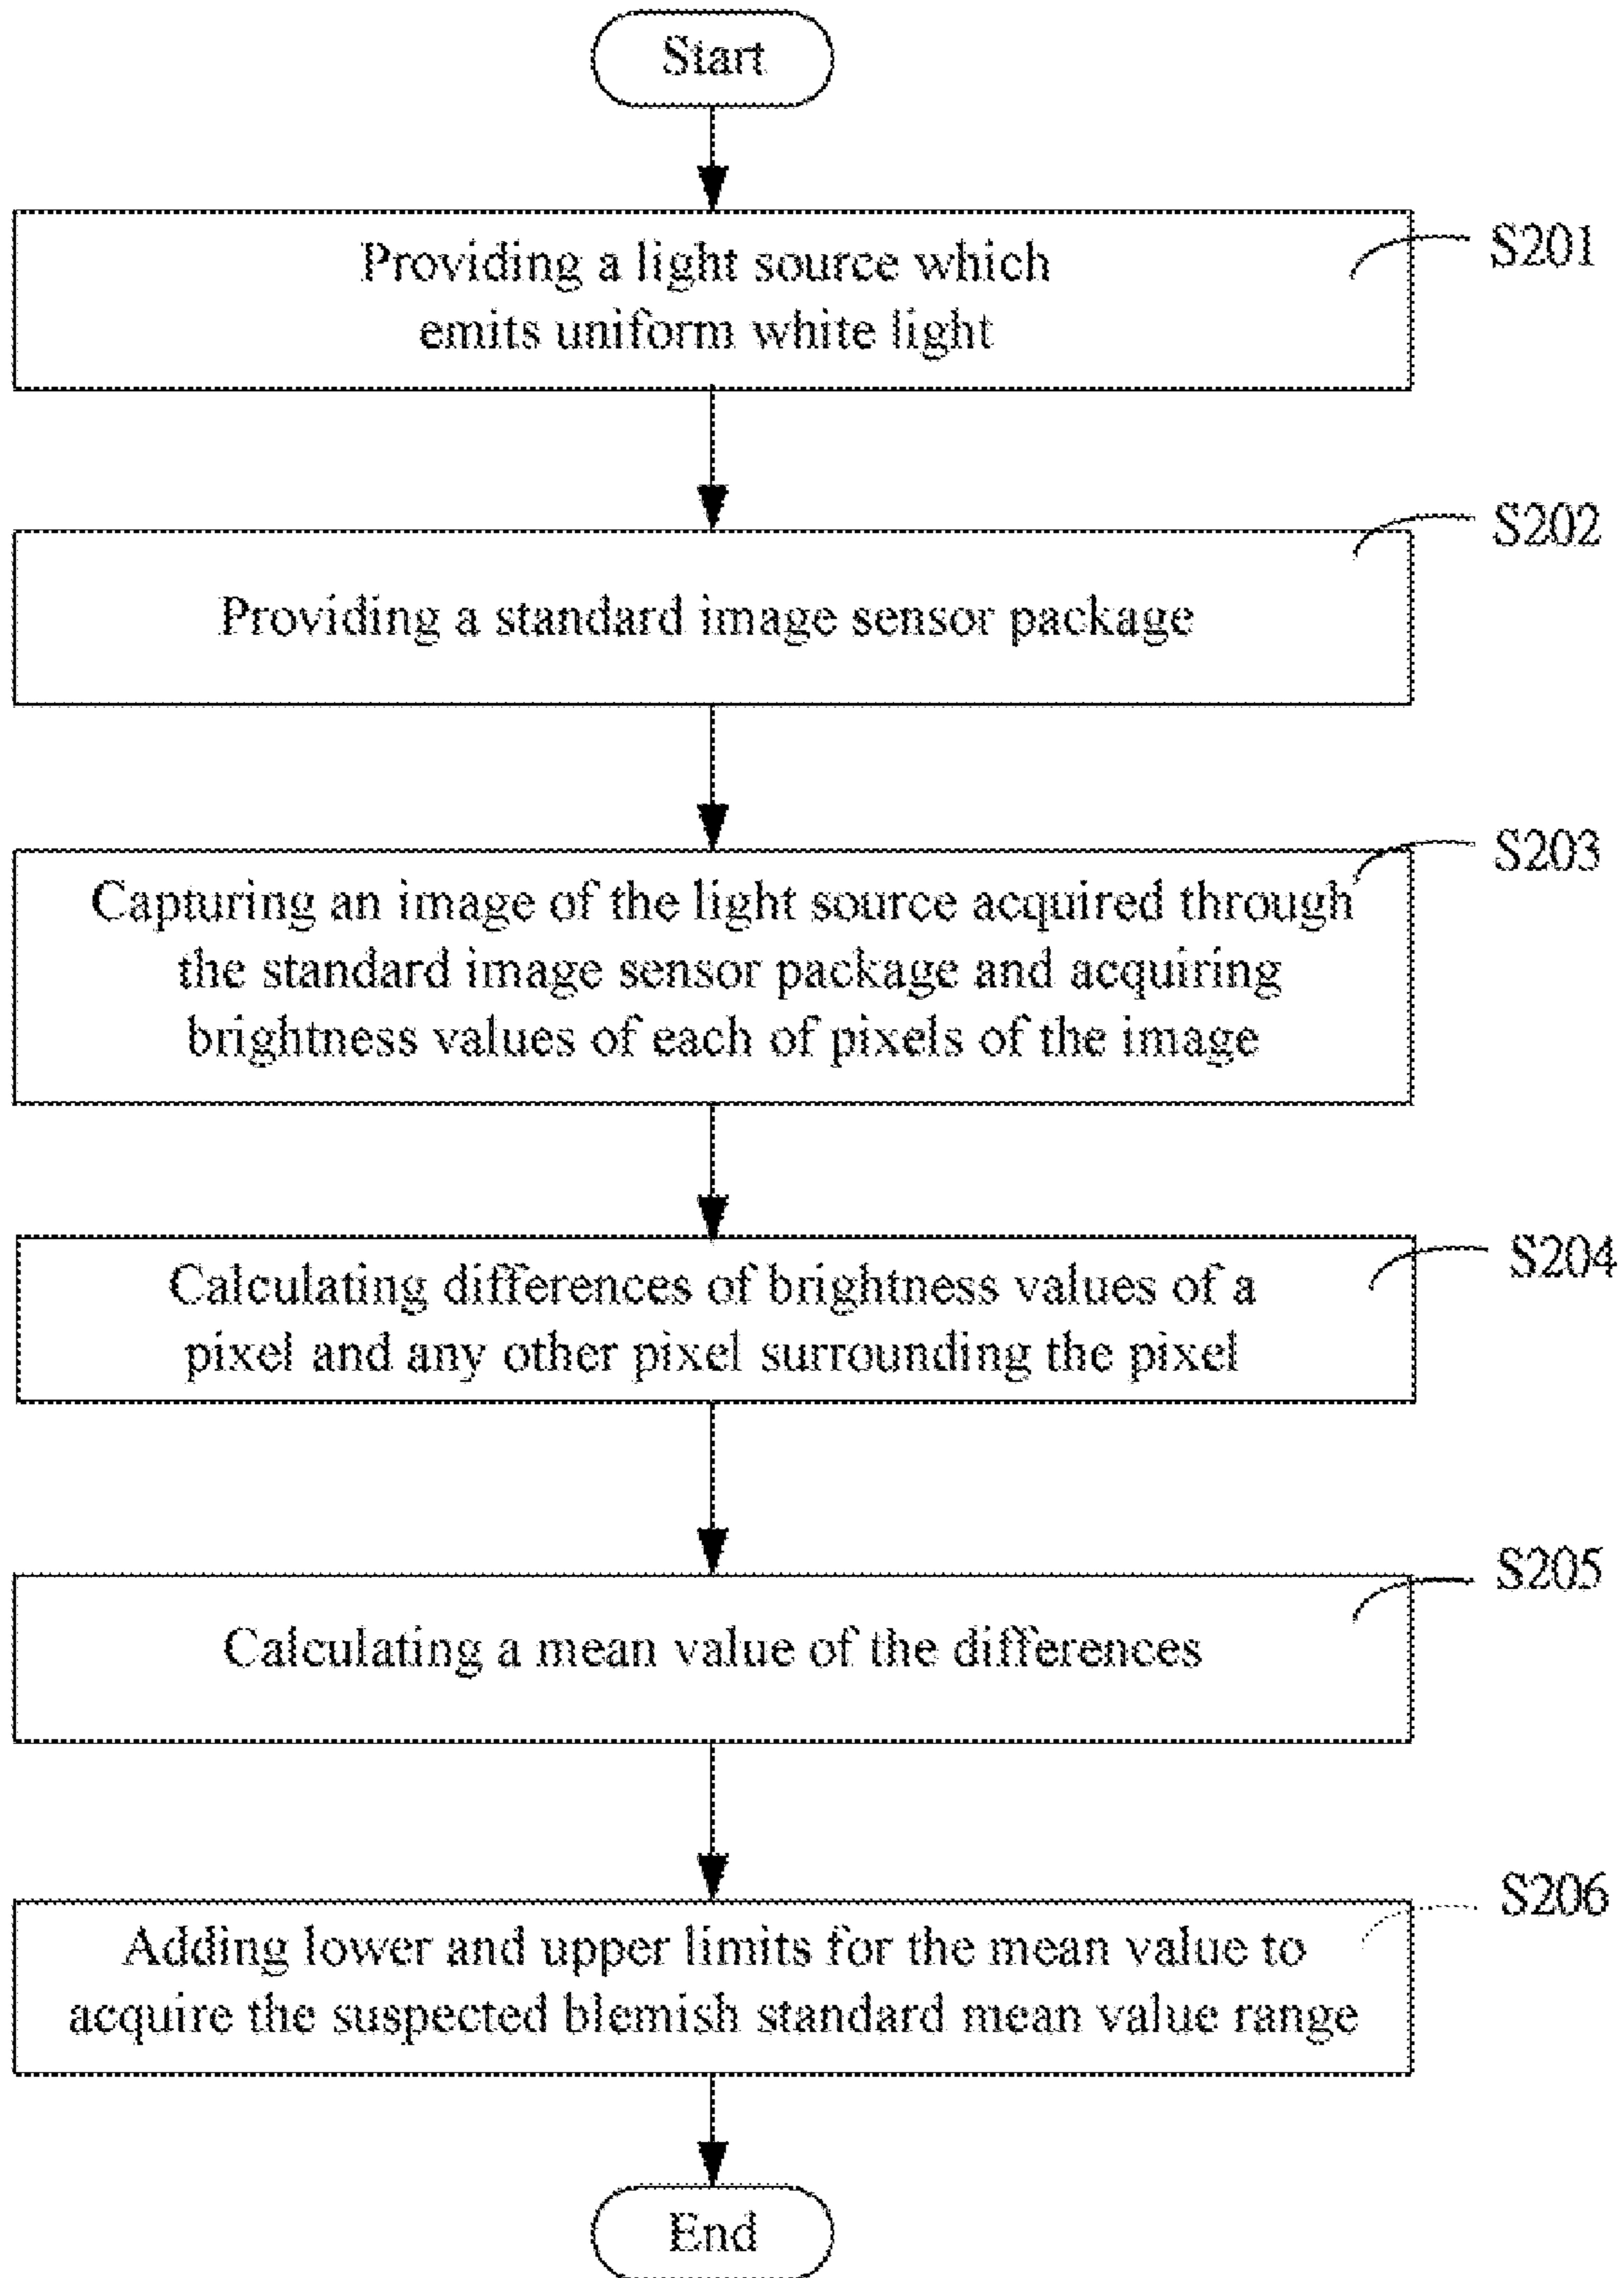 Start
Providing a light source which
emits uniform white light
S201
Providing a standard image sensor package
S202
Capturing an image of the light source acquired through
the standard image sensor package and acquiring
brightness values of each of pixels of the image
S203
Calculating differences of brightness values of a
pixel and any other pixel surrounding the pixel
S204
Calculating a mean value of the differences
S205
Adding lower and upper limits for the mean value to
acquire the suspected blemish standard mean value range
S206
End